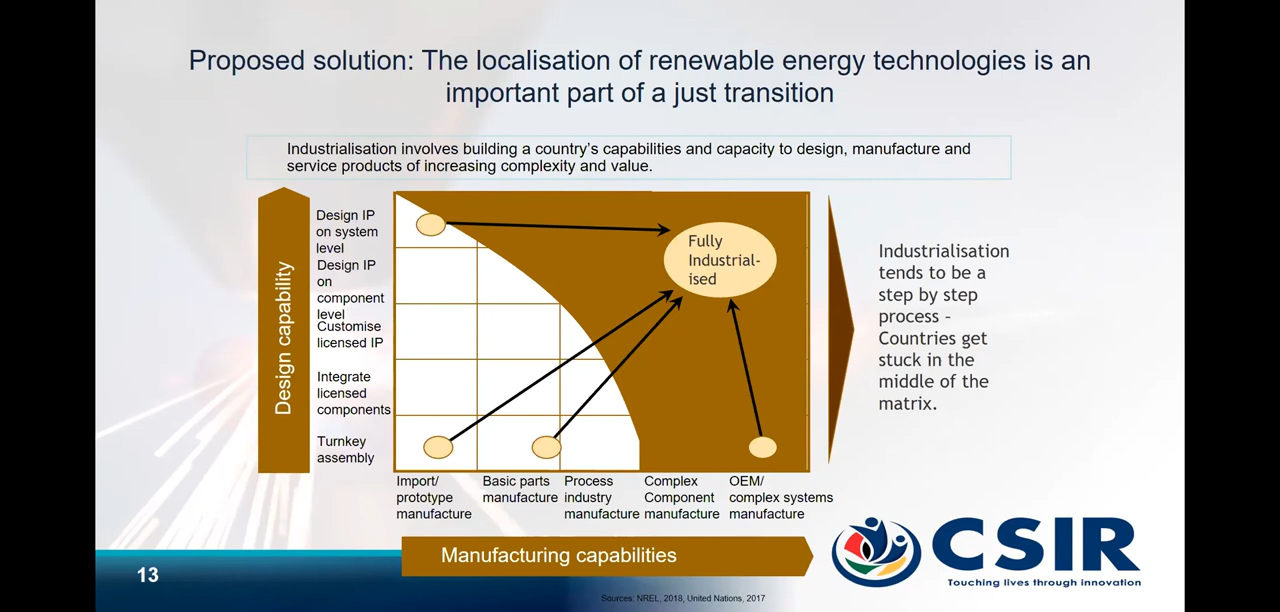 Proposed solution: The localisation of renewable energy technologies is an
important part of a just transition
Industrialisation involves building a country's capabilities and capacity to design, manufacture and
service products of increasing complexity and value.
Design capability
Design IP
on system
level
Design IP
on
component
level
Customise
licensed IP
Integrate
licensed
components
Turnkey
assembly
Fully
Industrial-
ised
Industrialisation
tends to be a
step by step
process -
Countries get
stuck in the
middle of the
matrix.
Import/
prototype
manufacture
Basic parts
manufacture
Process
industry
manufacture
Complex
Component
manufacture
OEM/
complex systems
manufacture
Manufacturing capabilities
CSIR
Touching lives through innovation
13
Sources: NREL, 2018, United Nations, 2017